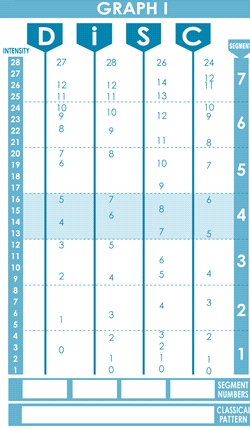 GRAPH I
D i S C
INTENSITY SEGMENT
28 27 28 26 24
27 12
26 12 12 14 11 7
25 11 11 13
24 10 10 10
23 9 12 9
22 8 9 6
21 11 8
20 7 8
19 6 10 7
18 5
17 9
16 5 7 6
15 6 8
14 4 4
13 7 5
12 3 5
11
10 6 3
9 2 4 5 4
8
7 3
6 4 2
5 1 3
4 2 3 2
3 0 2 1
2 1 1 1
1 0 0 0
SEGMENT
NUMBERS
CLASSICAL
PATTERN